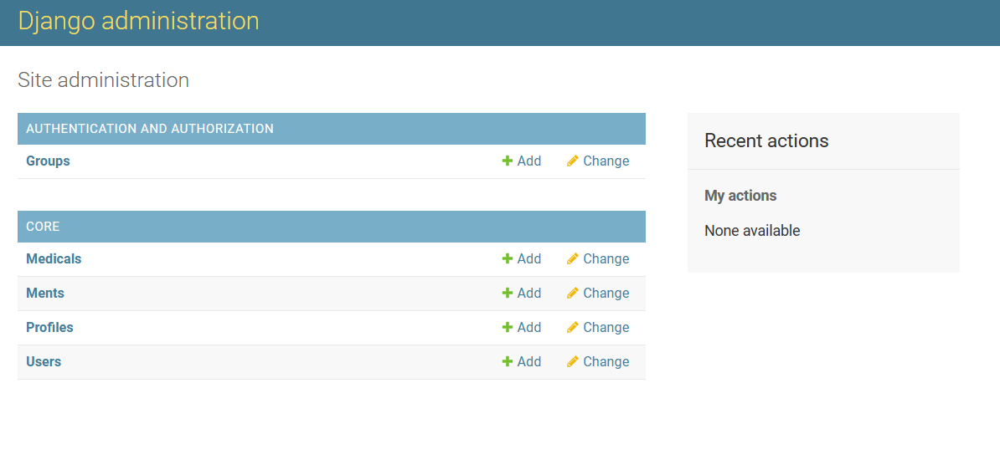 Django administration
Site administration
AUTHENTICATION AND AUTHORIZATION
Groups Add Change
CORE
Medicals Add Change
Ments Add Change
Profiles Add Change
Users Add Change
Recent actions
My actions
None available